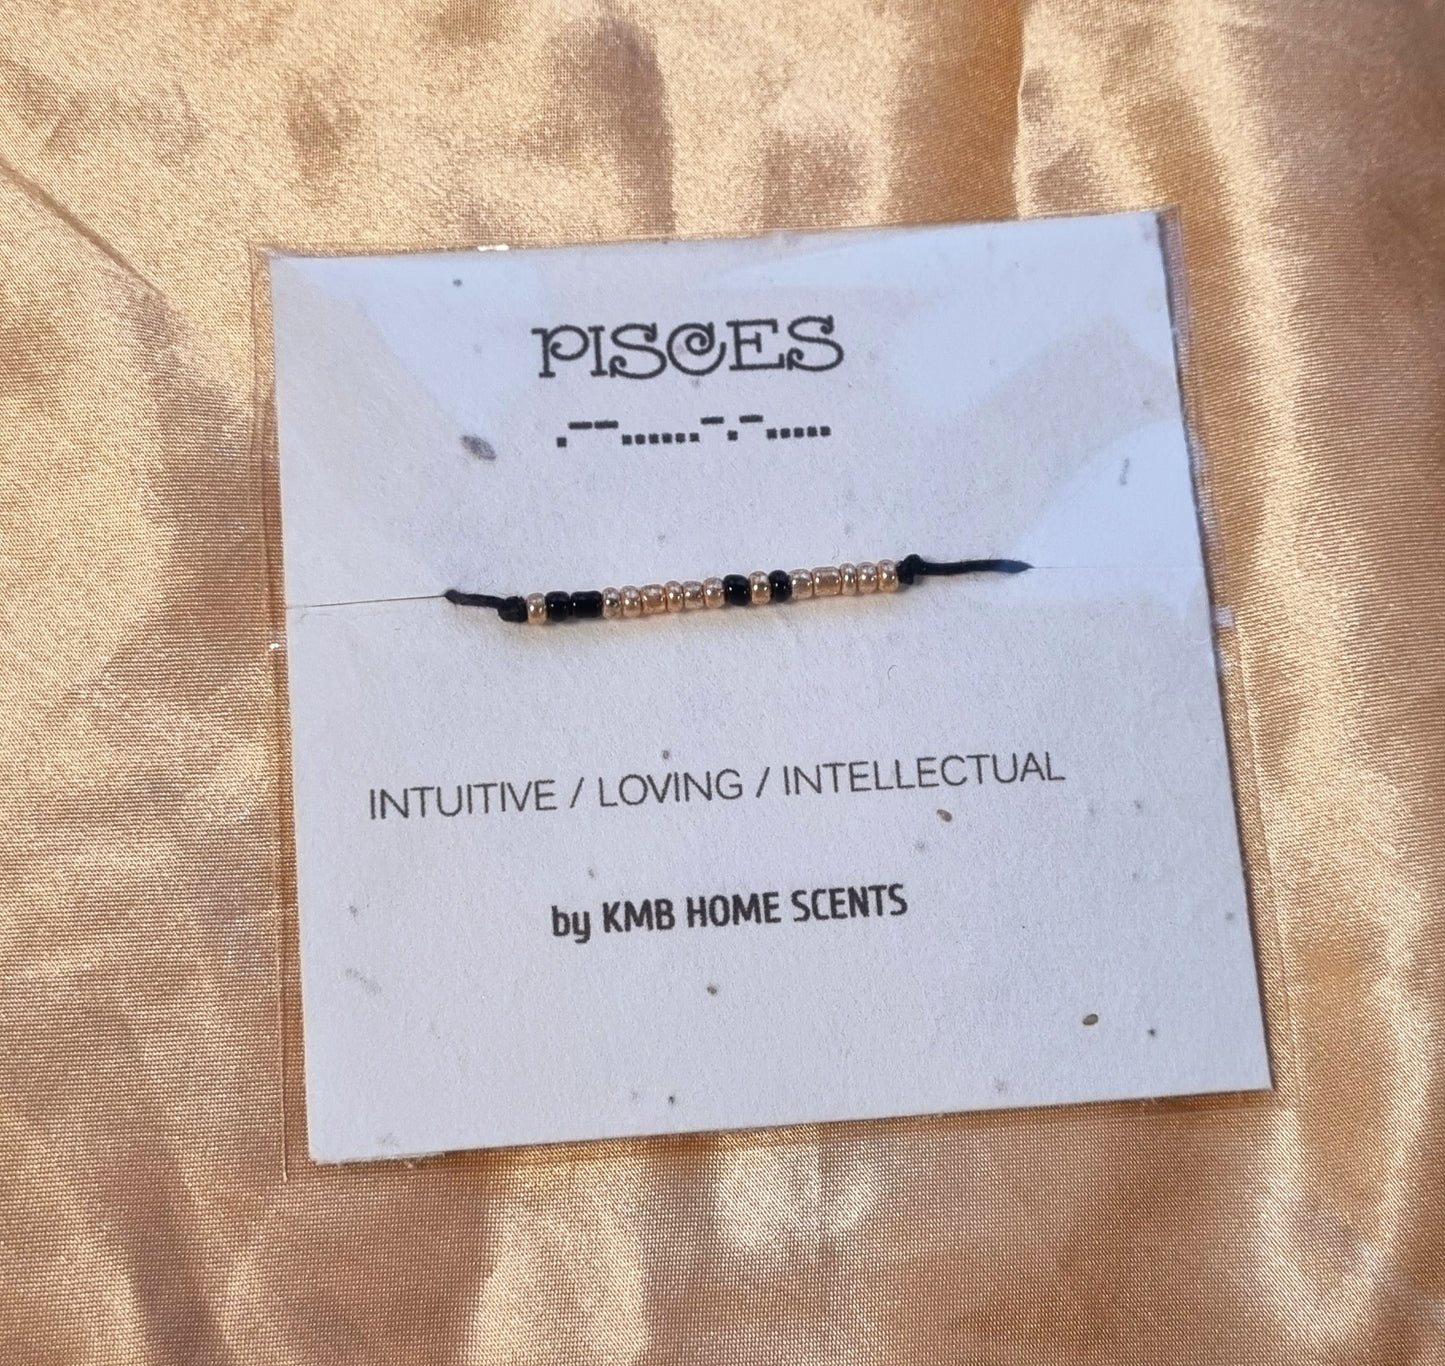 PISCES
.--......-.-.....
INTUITIVE / LOVING / INTELLECTUAL
by KMB HOME SCENTS